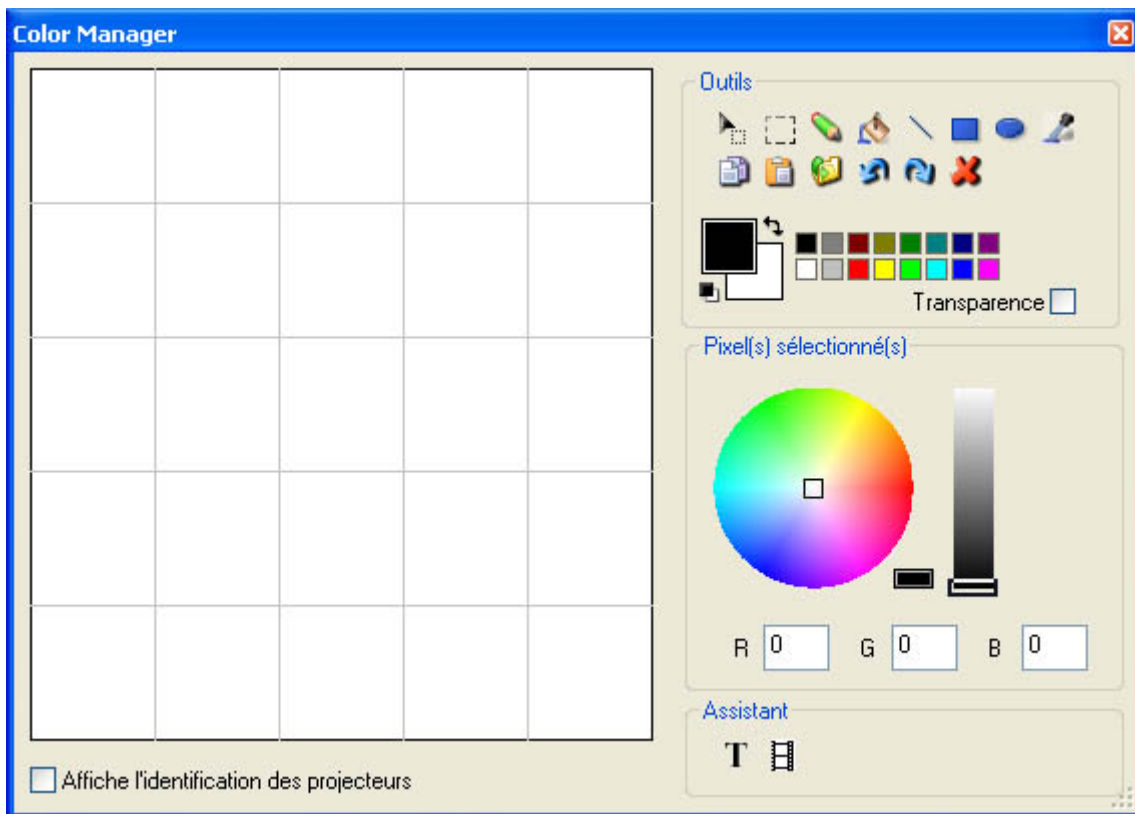 Color Manager
Outils
Transparence
Pixel(s) sélectionné(s)
R 0 G 0 B 0
Assistant
T
Affiche l'identification des projecteurs